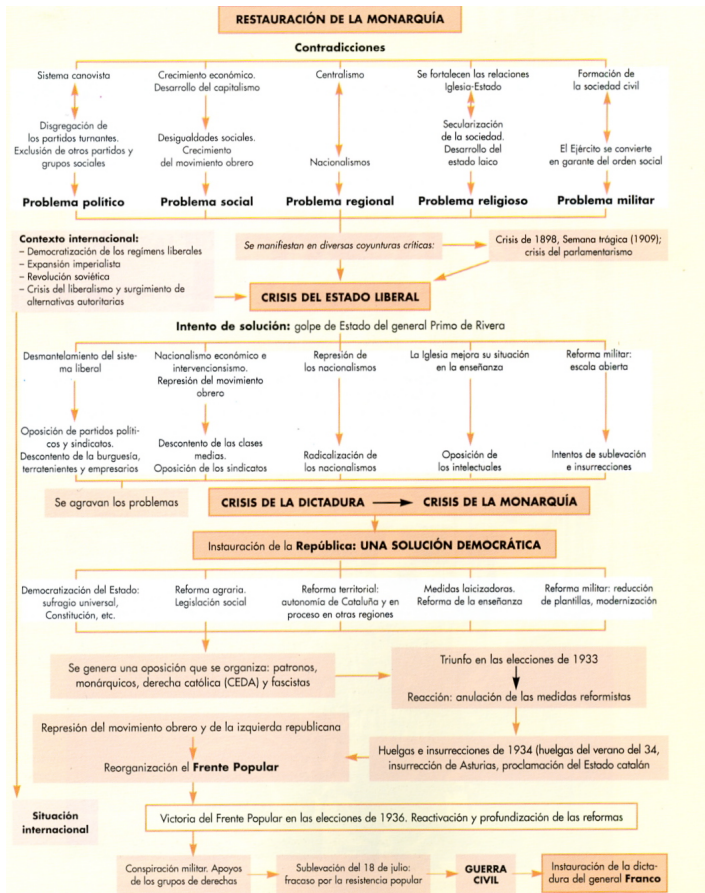 RESTAURACIÓN DE LA MONARQUÍA
Contradicciones
Sistema canovista
Disgregación de
los partidos turnantes.
Exclusión de otros partidos y
grupos sociales
Problema político
Crecimiento económico.
Desarrollo del capitalismo
Desigualdades sociales.
Crecimiento
del movimiento obrero
Problema social
Centralismo
Nacionalismo
Problema regional
Se fortalecen las relaciones
Iglesia-Estado
Secularización
de la sociedad.
Desarrollo del
estado laico
Problema religioso
Formación de
la sociedad civil
El Ejército se convierte
en garante del orden social
Problema militar
Contexto internacional:
– Democratización de los regímens liberales
– Expansión imperialista
– Revolución soviética
– Crisis del liberalismo y surgimiento de
alternativas autoritarias
Se manifiestan en diversas coyunturas críticas:
Crisis de 1898, Semana trágica (1909);
crisis del parlamentarismo
CRISIS DEL ESTADO LIBERAL
Intento de solución: golpe de Estado del general Primo de Rivera
Desmantelamiento del siste-
ma liberal
Oposición de partidos políti-
cos y sindicatos.
Descontento de la burguesía,
terratenientes y empresarios
Nacionalismo económico e
intervencionsismo.
Represión del movimiento
obrero
Descontento de las clases
medias.
Oposición de los sindicatos
Represión de
los nacionalismos
Radicalización de
los nacionalismos
La Iglesia mejora su situación
en la enseñanza
Oposición de
los intelectuales
Reforma militar:
escala abierta
Intentos de sublevación
e insurrecciones
Se agravan los problemas
CRISIS DE LA DICTADURA
CRISIS DE LA MONARQUÍA
Instauración de la República: UNA SOLUCIÓN DEMOCRÁTICA
Democratización del Estado:
sufragio universal,
Constitución, etc.
Reforma agraria.
Legislación social
Reforma territorial:
autonomía de Cataluña y en
proceso en otras regiones
Medidas laicizadoras.
Reforma de la enseñanza
Reforma militar: reducción
de plantillas, modernización
Se genera una oposición que se organiza: patronos,
monárquicos, derecha católica (CEDA) y fascistas
Triunfo en las elecciones de 1933
Reacción: anulación de las medidas reformistas
Represión del movimiento obrero y de la izquierda republicana
Reorganización el Frente Popular
Huelgas e insurrecciones de 1934 (huelgas del verano del 34,
insurrección de Asturias, proclamación del Estado catalán
Situación
internacional
Victoria del Frente Popular en las elecciones de 1936. Reactivación y profundización de las reformas
Conspiración militar. Apoyos
de los grupos de derechas
Sublevación del 18 de julio:
fracaso por la resistencia popular
GUERRA
CIVIL
Instauración de la dicta-
dura del general Franco